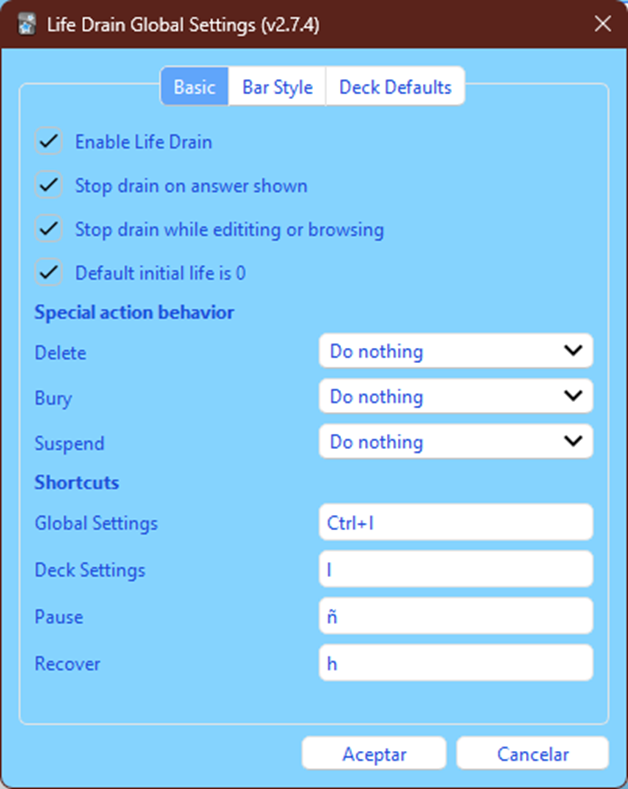 Life Drain Global Settings (v2.7.4)
Basic Bar Style Deck Defaults
Enable Life Drain
Stop drain on answer shown
Stop drain while edititing or browsing
Default initial life is 0
Special action behavior
Delete Do nothing
Bury Do nothing
Suspend Do nothing
Shortcuts
Global Settings Ctrl+l
Deck Settings l
Pause ñ
Recover h
Aceptar Cancelar